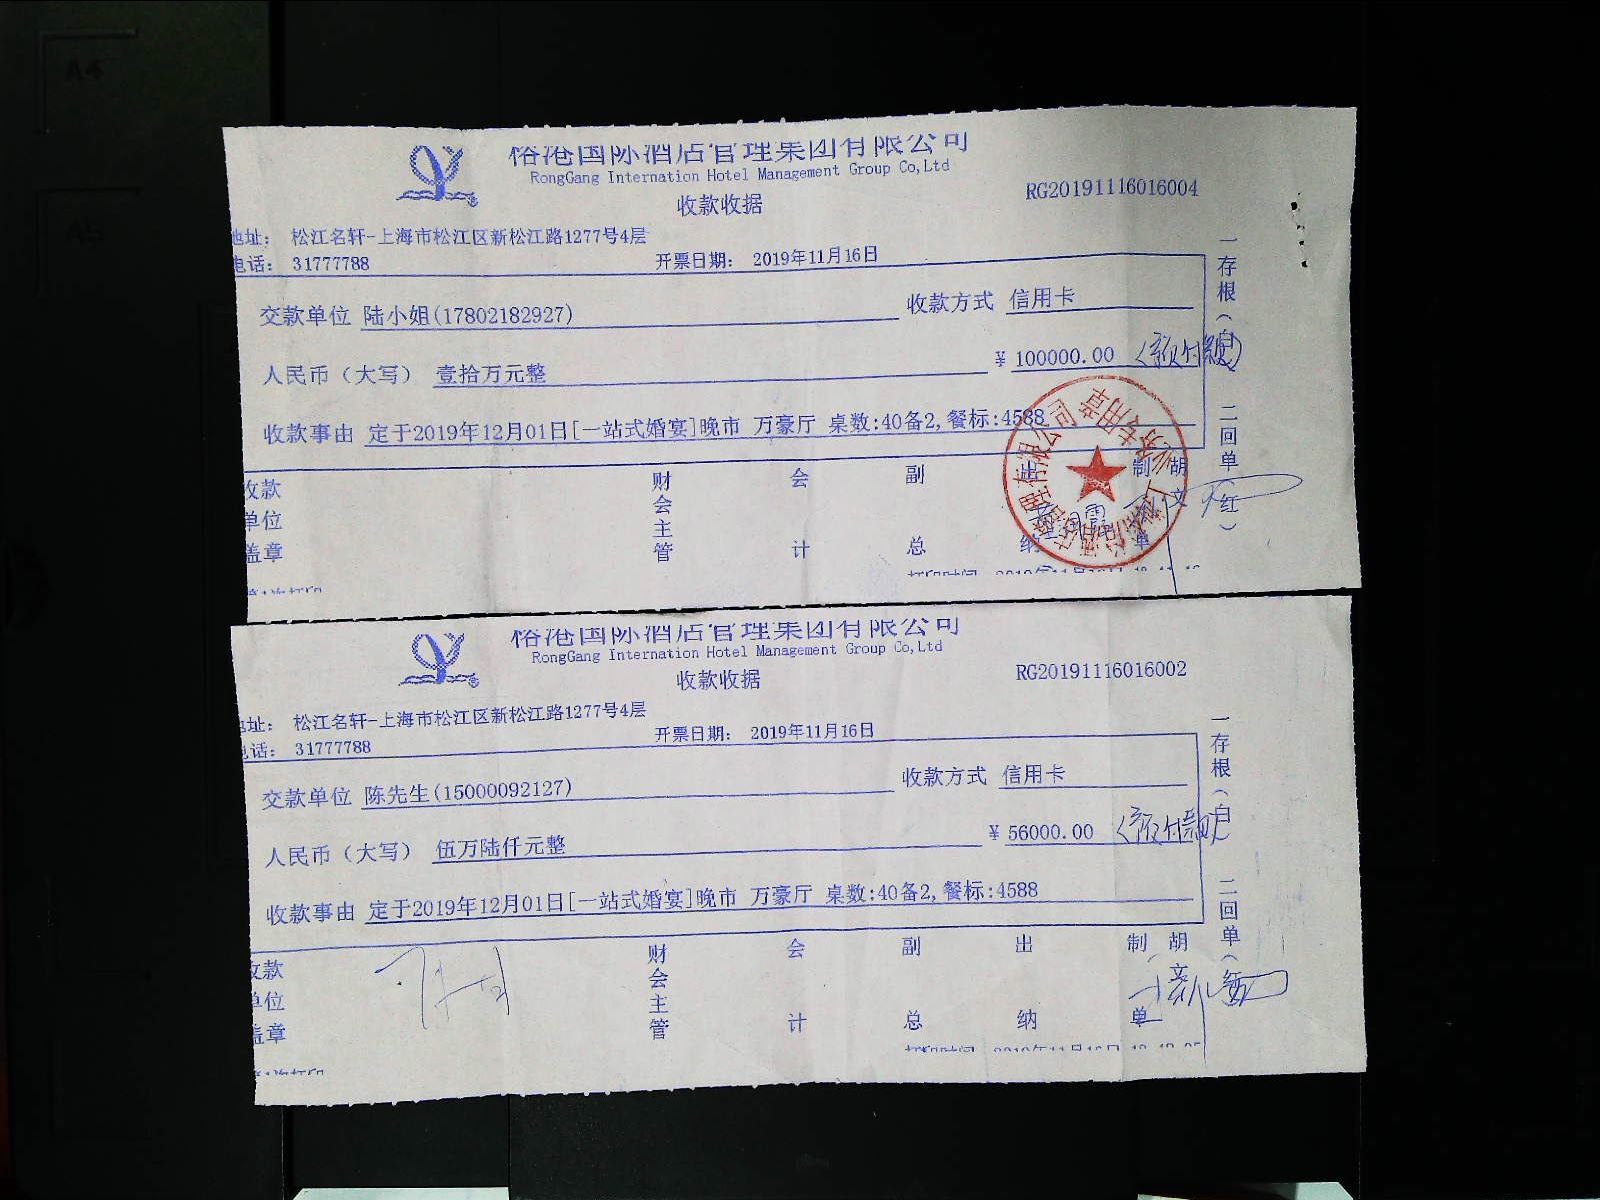 国际酒店管理集团有限公司
RongGang Internation Hotel Management Group Co,Ltd
收款收据
RG20191116016004
地址： 松江名轩-上海市松江区新松江路1277号4层
电话： 31777788
开票日期： 2019年11月16日
交款单位 陆小姐(17802182927)
收款方式 信用卡
人民币（大写） 壹拾万元整
￥ 100000.00
收款事由 定于2019年12月01日[一站式婚宴]晚市 万豪厅 桌数:40备2,餐标:4588
收款单位盖章
财会主管
会计
副总
出纳
制单
胡文
一存根（白） 二回单（红）
国际酒店管理集团有限公司
RongGang Internation Hotel Management Group Co,Ltd
收款收据
RG20191116016002
地址： 松江名轩-上海市松江区新松江路1277号4层
电话： 31777788
开票日期： 2019年11月16日
交款单位 陈先生(15000092127)
收款方式 信用卡
人民币（大写） 伍万陆仟元整
￥ 56000.00
收款事由 定于2019年12月01日[一站式婚宴]晚市 万豪厅 桌数:40备2,餐标:4588
收款单位盖章
财会主管
会计
副总
出纳
制单
胡文
一存根（白） 二回单（红
A4
A5